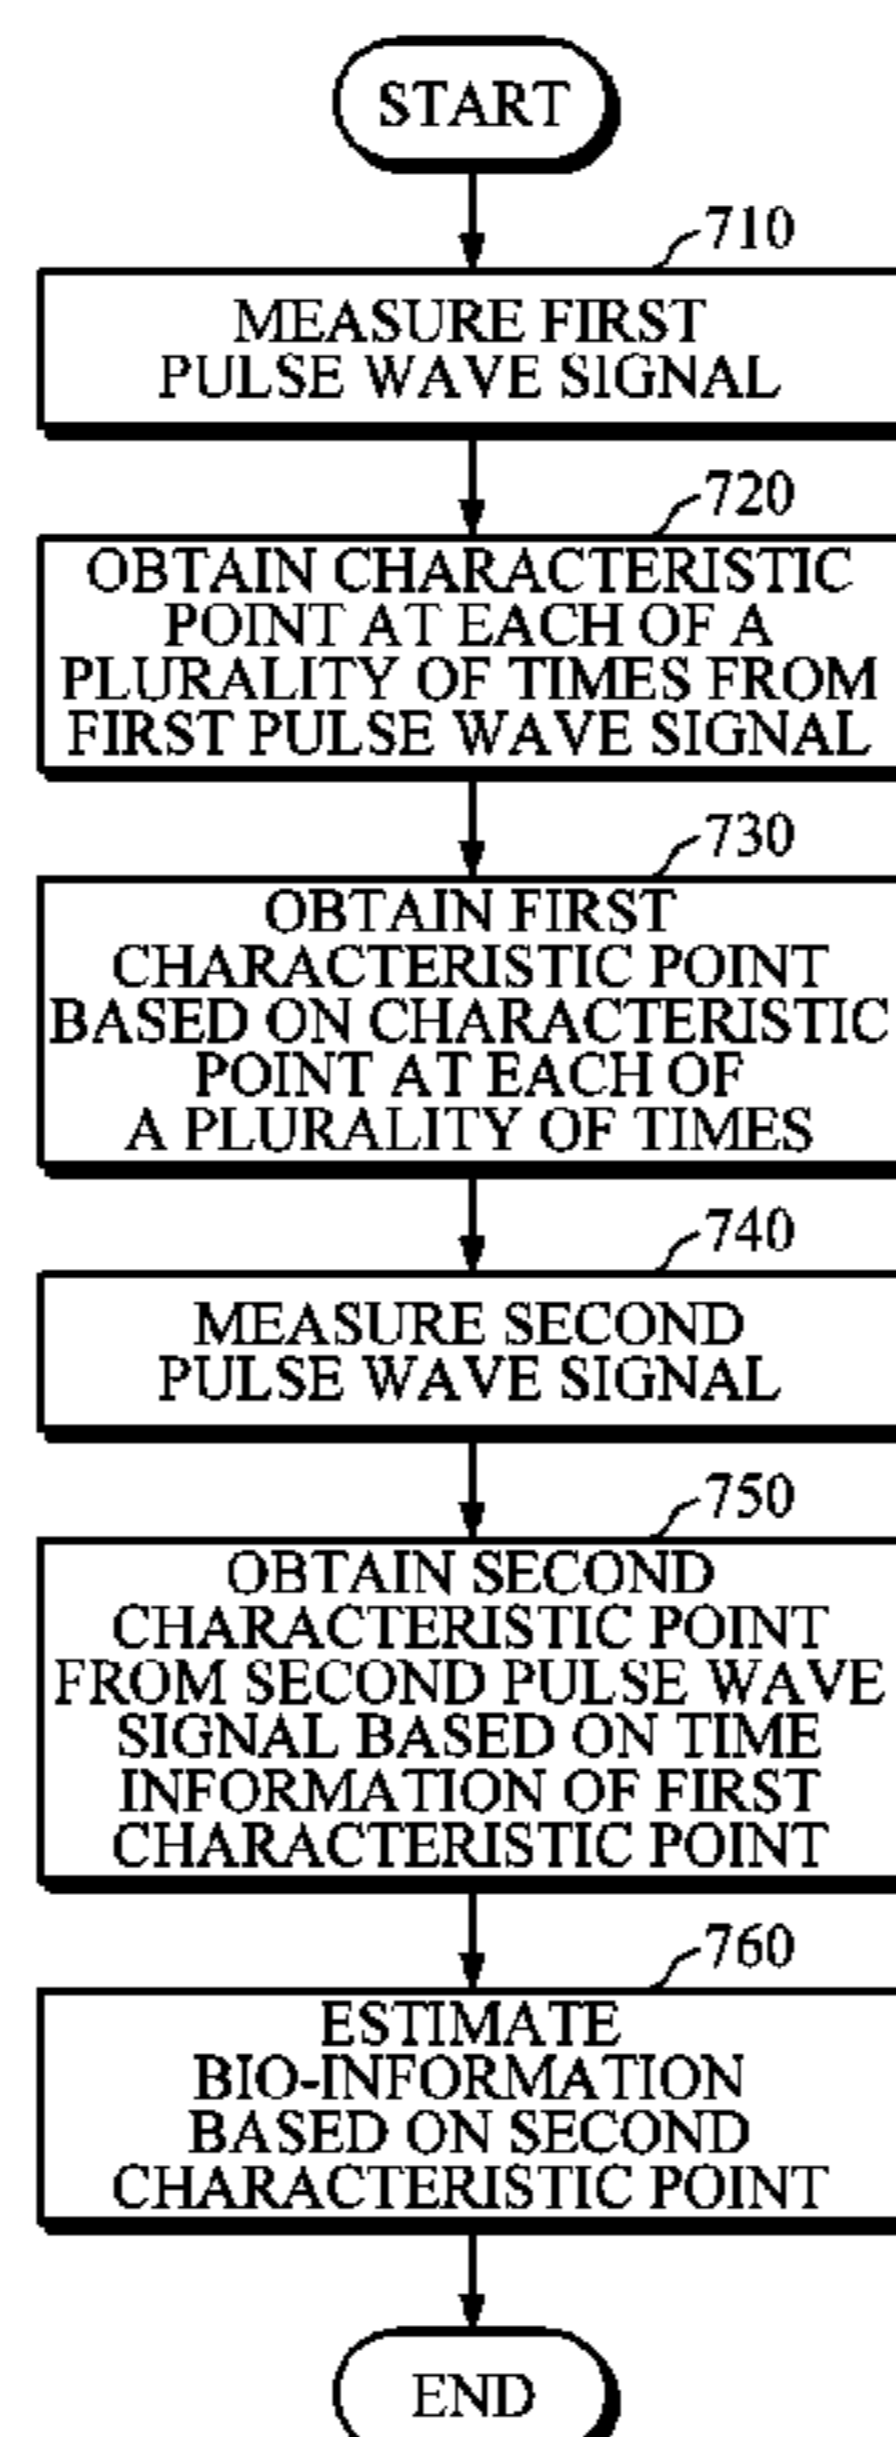 START
710
MEASURE FIRST
PULSE WAVE SIGNAL
720
OBTAIN CHARACTERISTIC
POINT AT EACH OF A
PLURALITY OF TIMES FROM
FIRST PULSE WAVE SIGNAL
730
OBTAIN FIRST
CHARACTERISTIC POINT
BASED ON CHARACTERISTIC
POINT AT EACH OF
A PLURALITY OF TIMES
740
MEASURE SECOND
PULSE WAVE SIGNAL
750
OBTAIN SECOND
CHARACTERISTIC POINT
FROM SECOND PULSE WAVE
SIGNAL BASED ON TIME
INFORMATION OF FIRST
CHARACTERISTIC POINT
760
ESTIMATE
BIO-INFORMATION
BASED ON SECOND
CHARACTERISTIC POINT
END